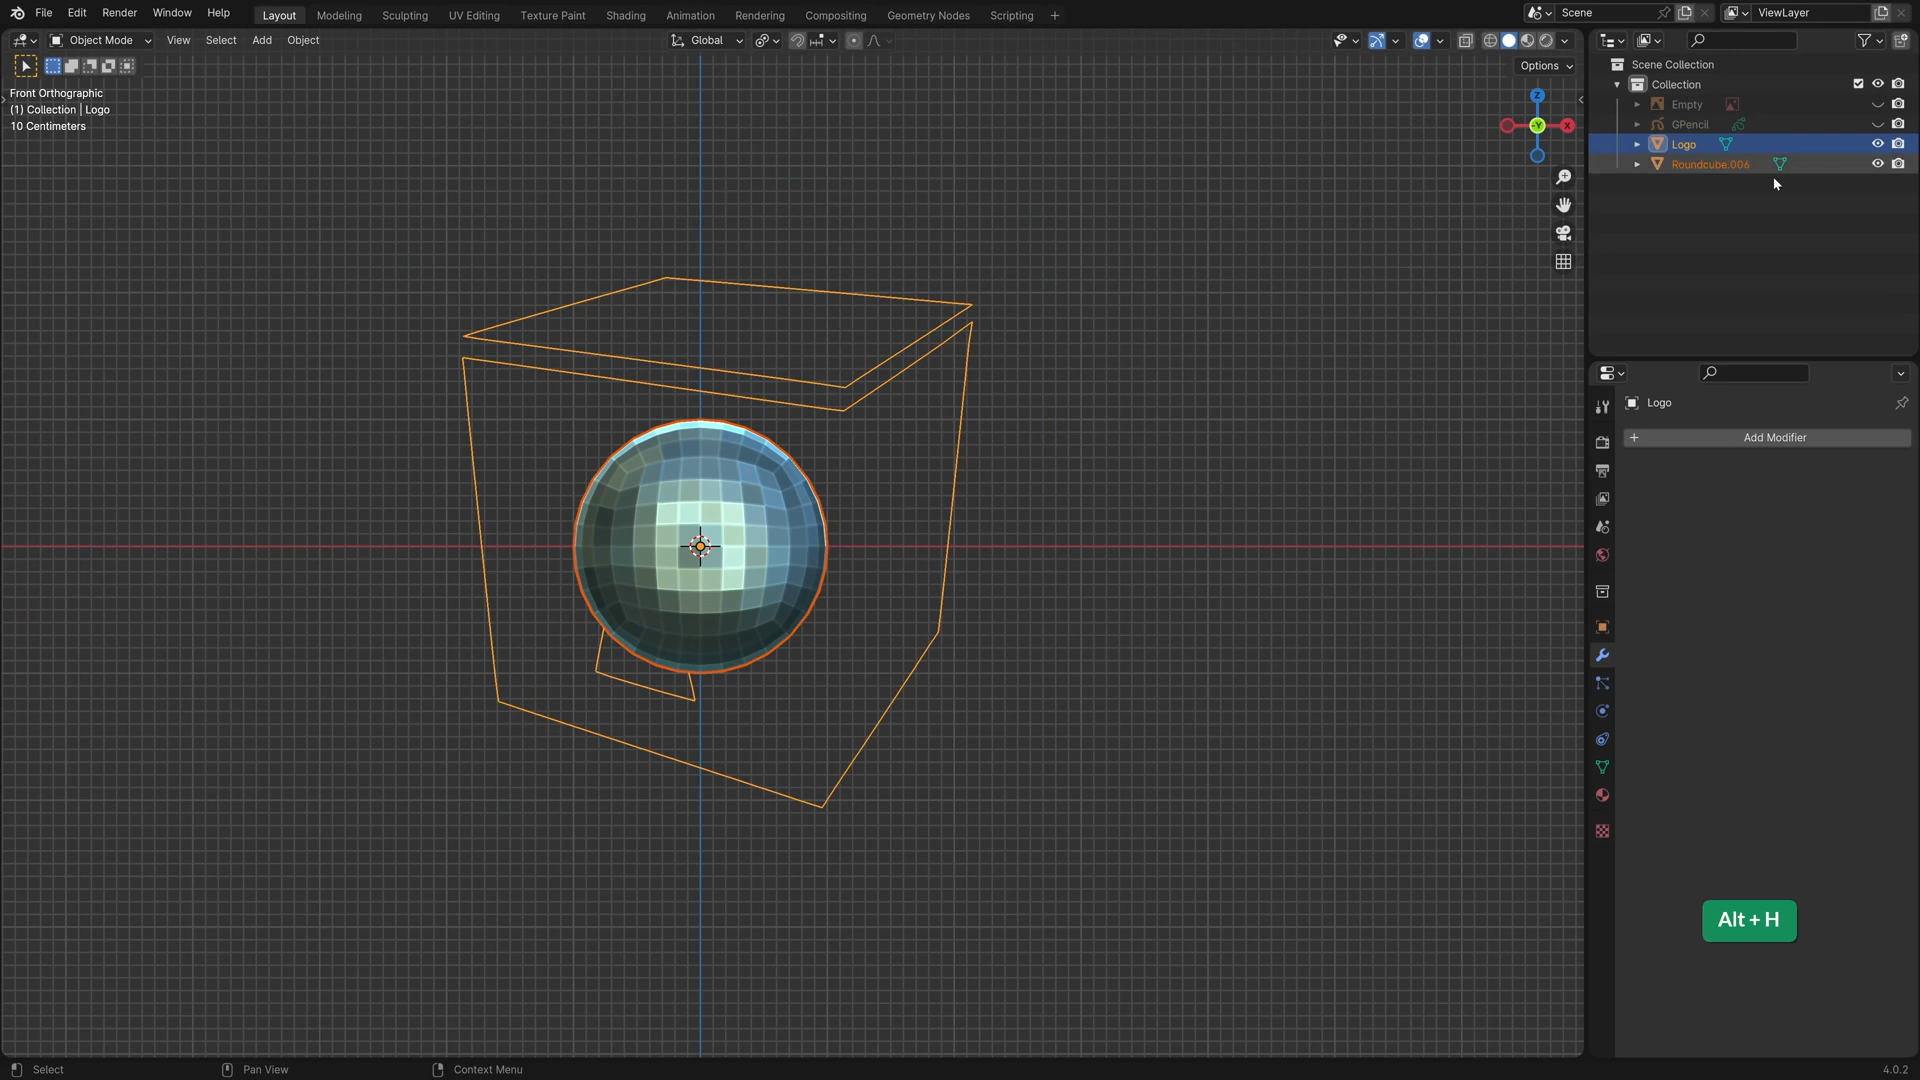 File Edit Render Window Help Layout Modeling Sculpting UV Editing Texture Paint Shading Animation Rendering Compositing Geometry Nodes Scripting + Scene ViewLayer
Object Mode View Select Add Object Global
Options
Front Orthographic
(1) Collection | Logo
10 Centimeters
Z
-Y
X
Scene Collection
Collection
Empty
GPencil
Logo
Roundcube.006
Logo
+ Add Modifier
Alt + H
Select Pan View Context Menu 4.0.2